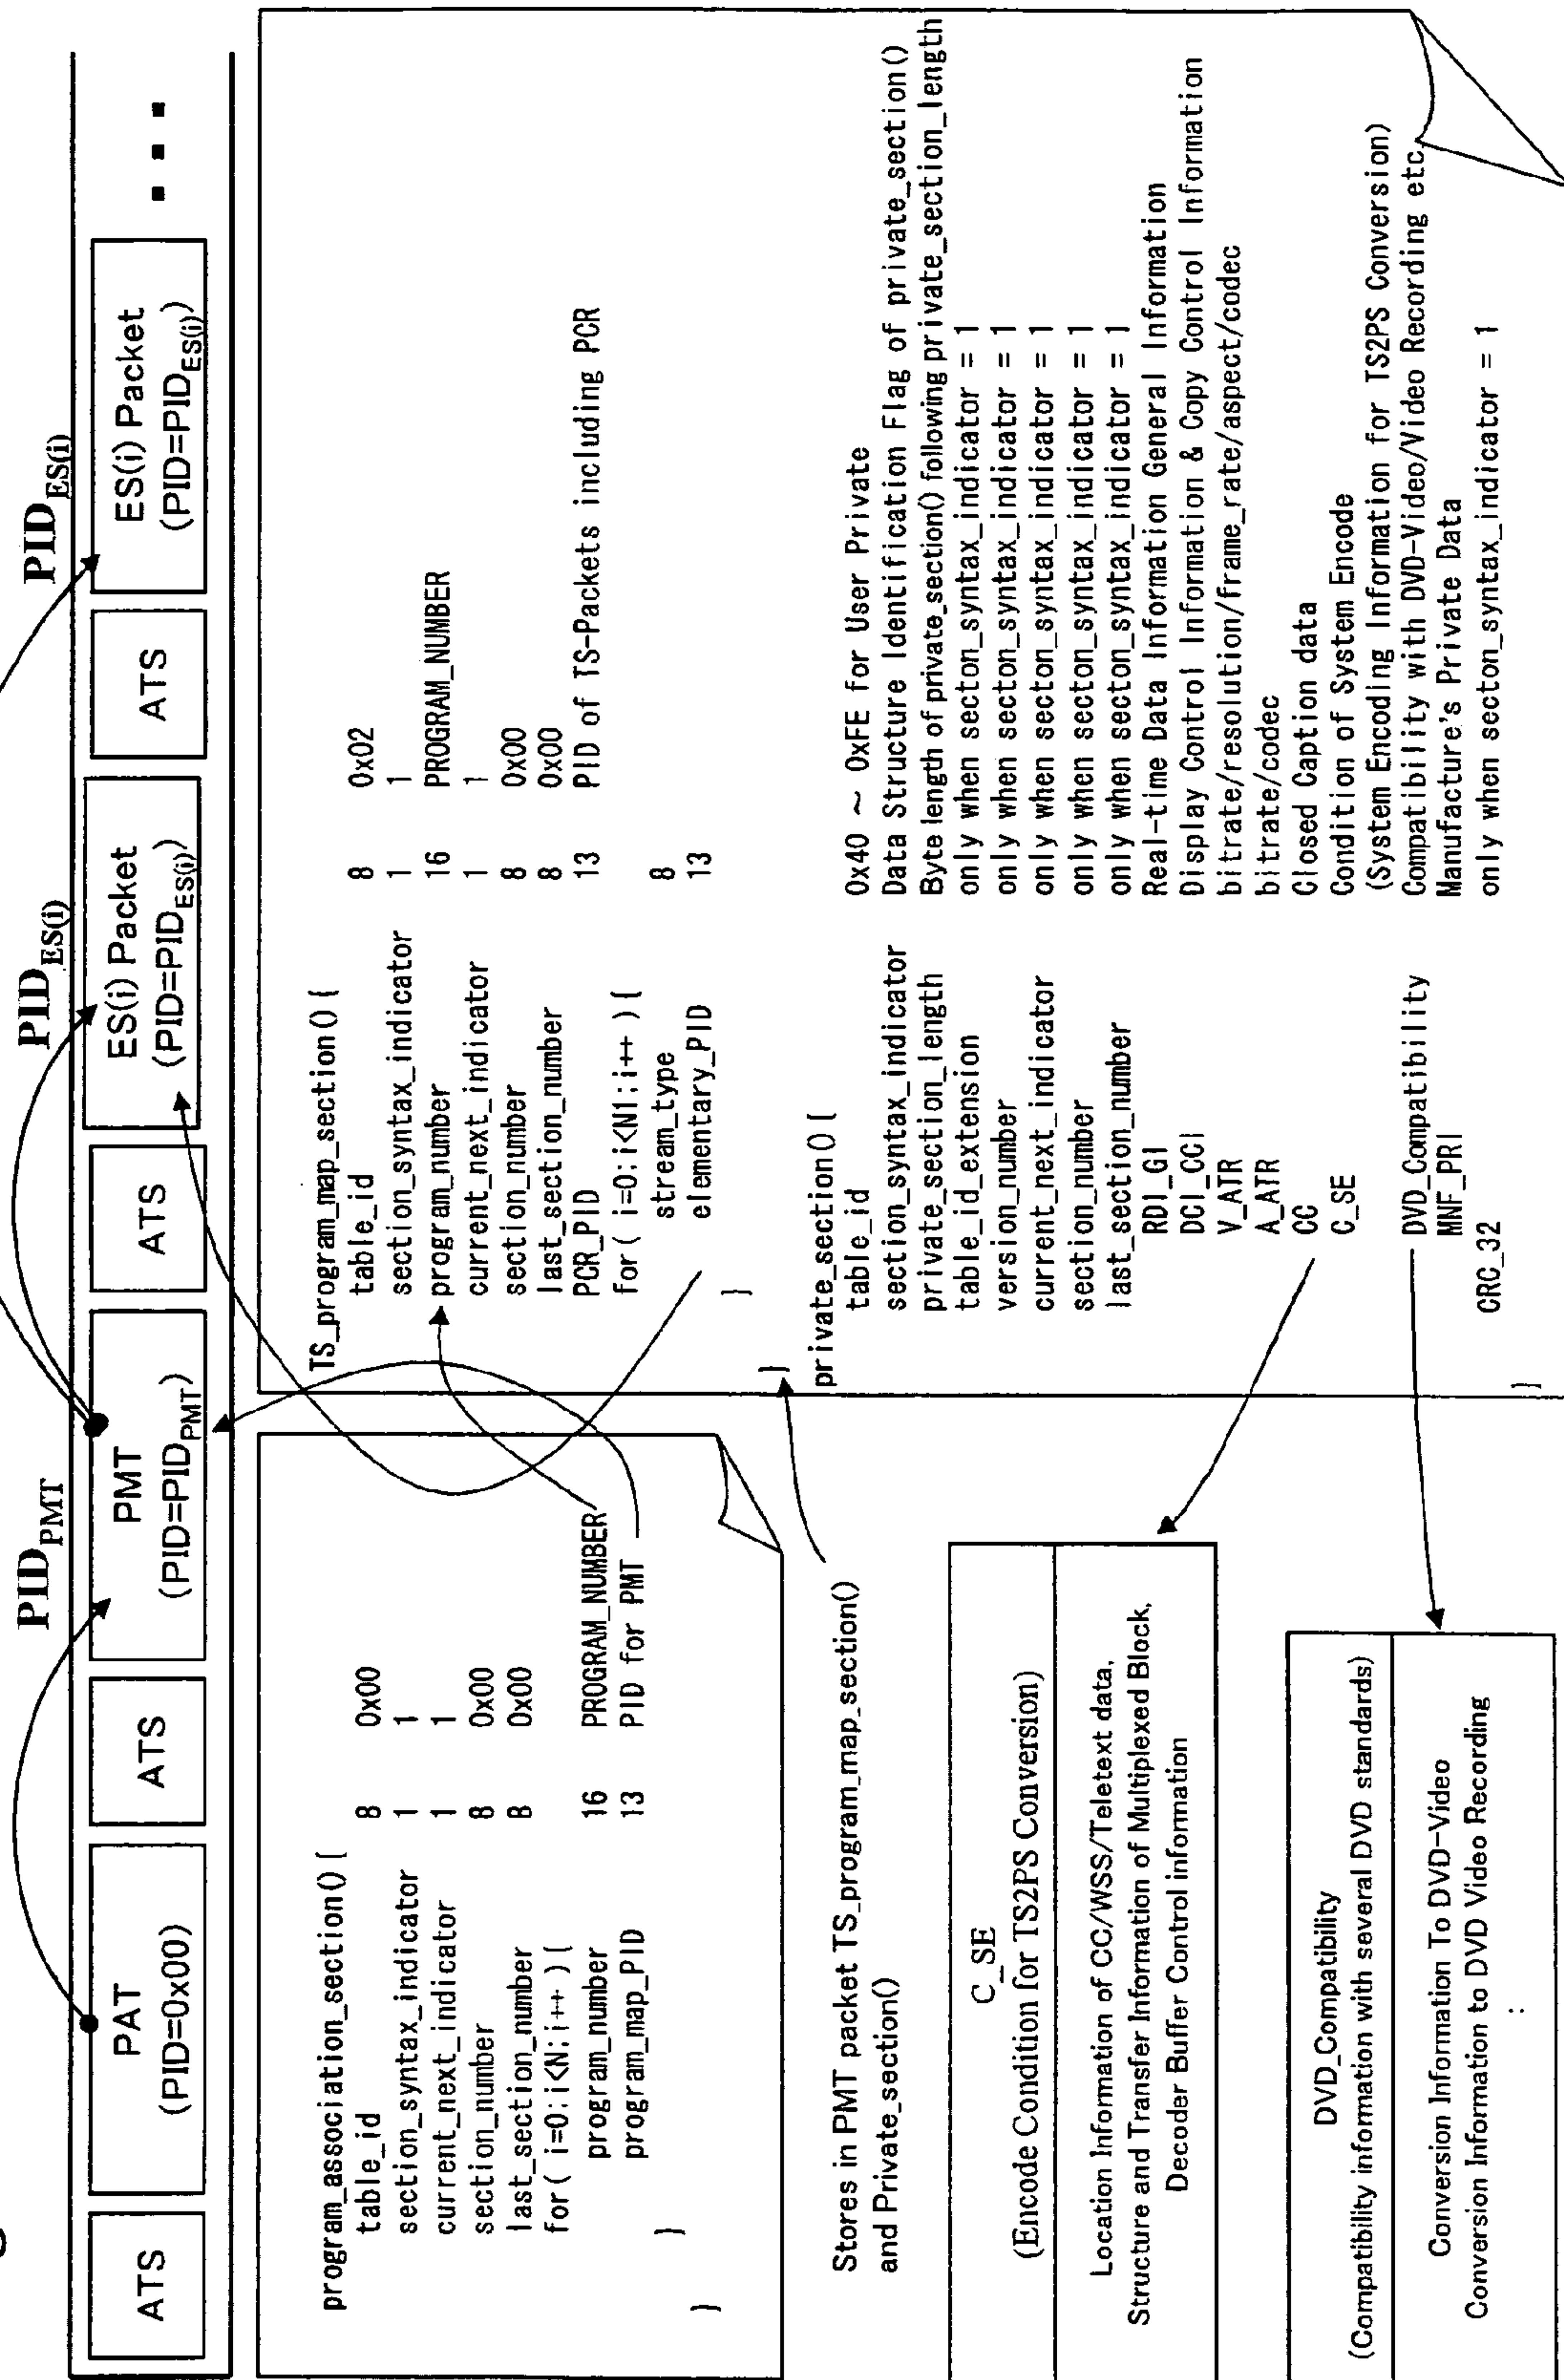 PID_PMT PID_ES(i) PID_ES(i)
ATS PAT (PID=0x00) ATS PMT (PID=PID_PMT) ATS ES(i) Packet (PID=PID_ES(i)) ATS ES(i) Packet (PID=PID_ES(i)) ▪ ▪ ▪
program_association_section() {
table_id 8 0x00
section_syntax_indicator 1 1
current_next_indicator 1 1
section_number 8 0x00
last_section_number 8 0x00
for( i=0;i<N;i++ ) {
program_number 16 PROGRAM_NUMBER
program_map_PID 13 PID for PMT
}
}
Stores in PMT packet TS_program_map_section()
and Private_section()
C_SE
(Encode Condition for TS2PS Conversion)
Location Information of CC/WSS/Teletext data,
Structure and Transfer Information of Multiplexed Block,
Decoder Buffer Control information
DVD_Compatibility
(Compatibility information with several DVD standards)
Conversion Information To DVD-Video
Conversion Information to DVD Video Recording
:
TS_program_map_section() {
table_id 8 0x02
section_syntax_indicator 1 1
program_number 16 PROGRAM_NUMBER
current_next_indicator 1 1
section_number 8 0x00
last_section_number 8 0x00
PCR_PID 13 PID of TS-Packets including PCR
for( i=0;i<N1;i++ ) {
stream_type 8
elementary_PID 13
}
}
private_section() {
table_id 0x40 ~ 0xFE for User Private
section_syntax_indicator Data Structure Identification Flag of private_section()
private_section_length Byte length of private_section() following private_section_length
table_id_extension only when secton_syntax_indicator = 1
version_number only when secton_syntax_indicator = 1
current_next_indicator only when secton_syntax_indicator = 1
section_number only when secton_syntax_indicator = 1
last_section_number only when secton_syntax_indicator = 1
RDI_GI Real-time Data Information General Information
DCI_CCI Display Control Information & Copy Control Information
V_ATR bitrate/resolution/frame_rate/aspect/codec
A_ATR bitrate/codec
CC Closed Caption data
C_SE Condition of System Encode
(System Encoding Information for TS2PS Conversion)
DVD_Compatibility Compatibility with DVD-Video/Video Recording etc.
MNF_PRI Manufacture's Private Data
CRC_32 only when secton_syntax_indicator = 1
}